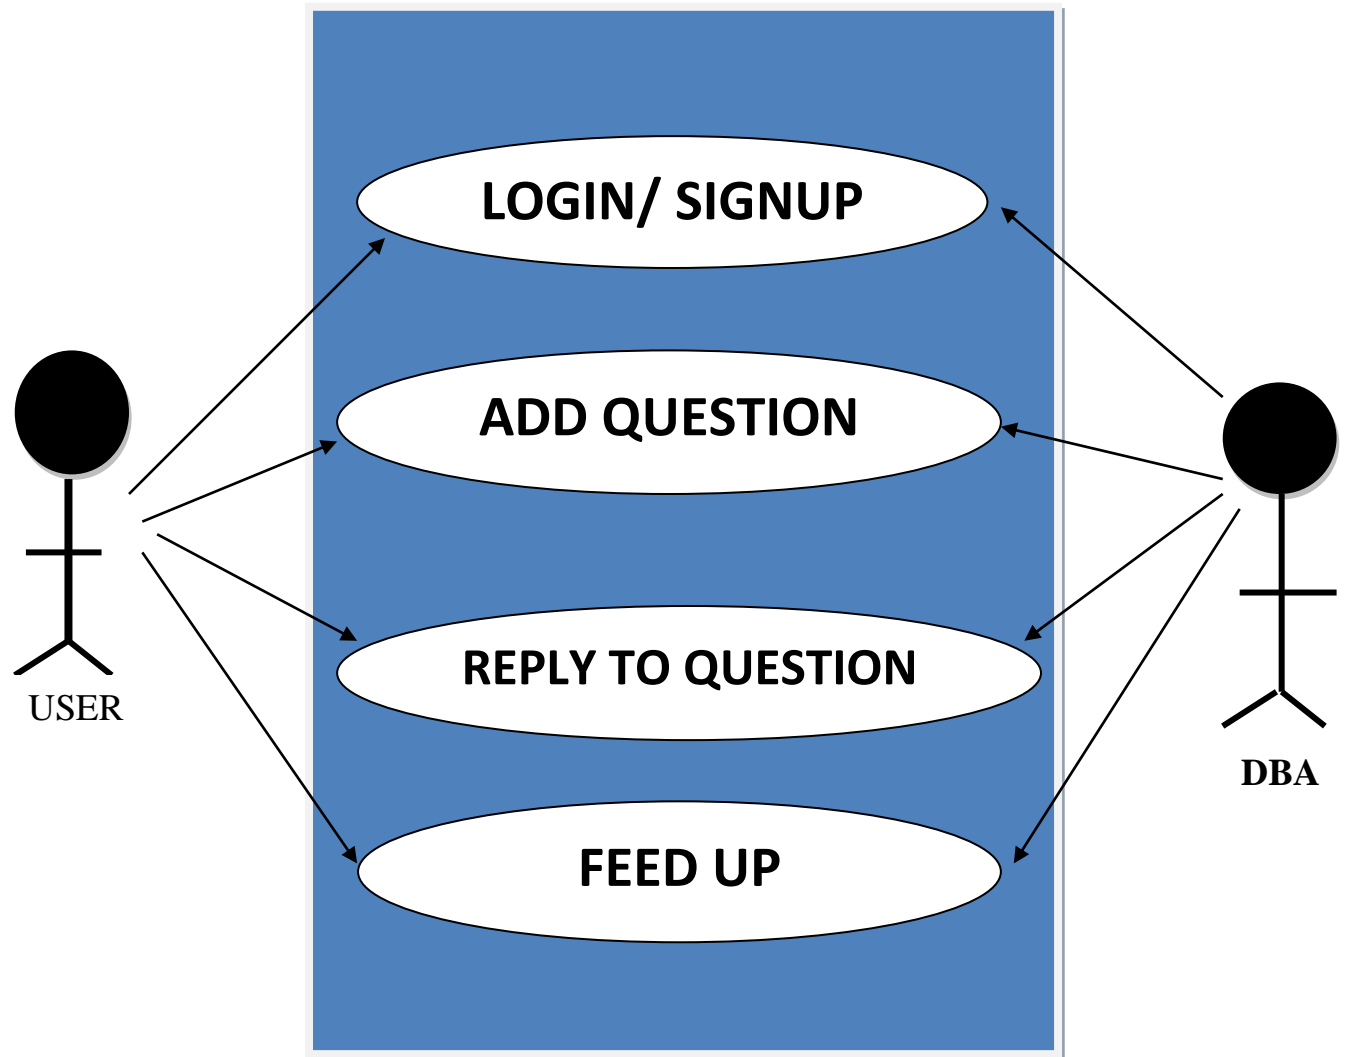 LOGIN/ SIGNUP
ADD QUESTION
REPLY TO QUESTION
USER
DBA
FEED UP